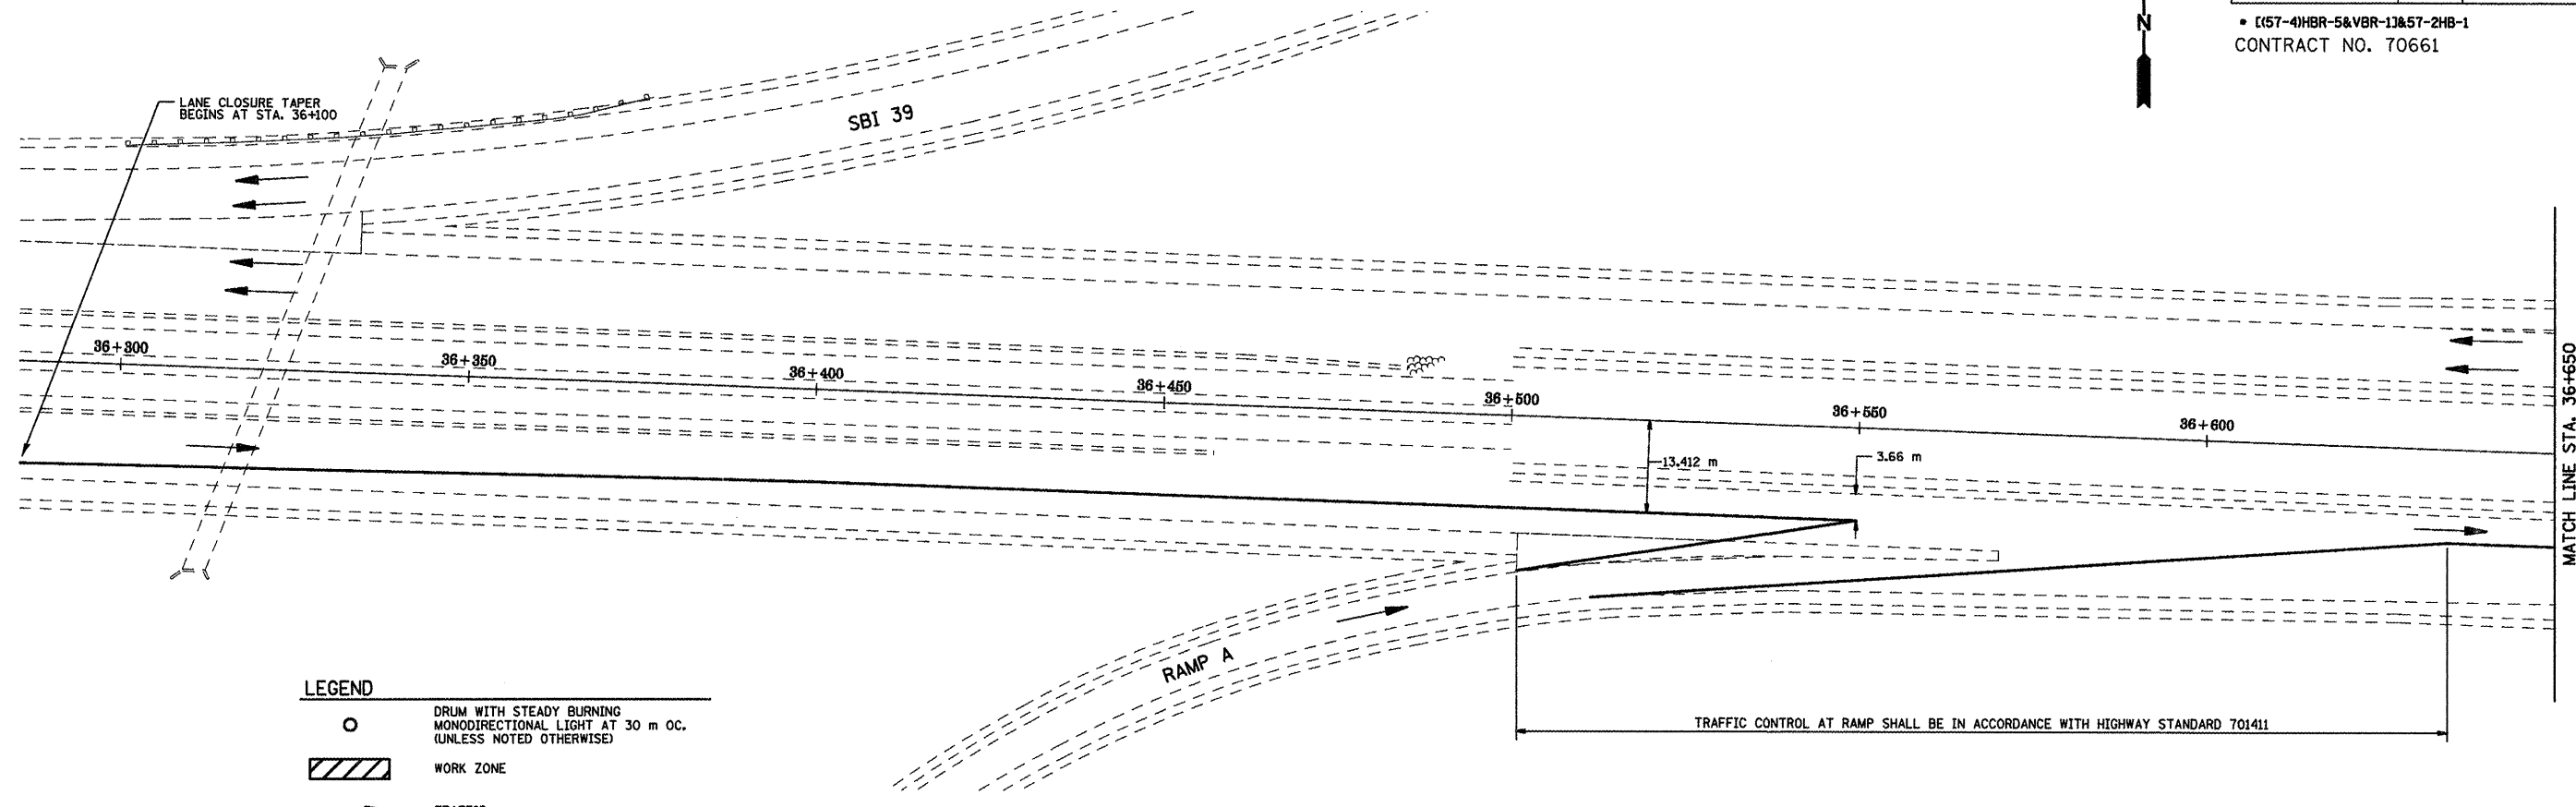 N
• [(57-4)HBR-5&VBR-1]&57-2HB-1
CONTRACT NO. 70661
LANE CLOSURE TAPER
BEGINS AT STA. 36+100
SBI 39
36+300
36+350
36+400
36+450
36+500
36+550
36+600
13.412 m
3.66 m
MATCH LINE STA. 36+650
RAMP A
TRAFFIC CONTROL AT RAMP SHALL BE IN ACCORDANCE WITH HIGHWAY STANDARD 701411
LEGEND
DRUM WITH STEADY BURNING
MONODIRECTIONAL LIGHT AT 30 m OC.
(UNLESS NOTED OTHERWISE)
WORK ZONE